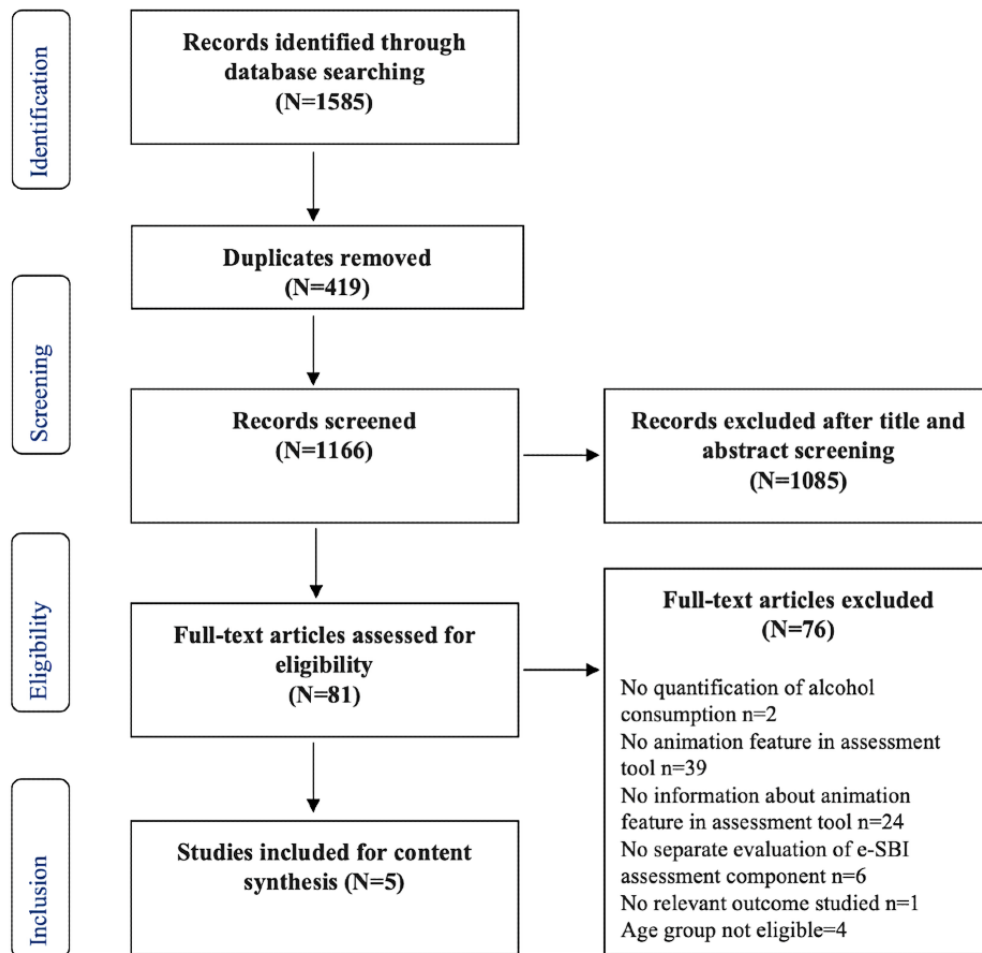 Identification
Records identified through
database searching
(N=1585)
Duplicates removed
(N=419)
Screening
Records screened
(N=1166)
Records excluded after title and
abstract screening
(N=1085)
Eligibility
Full-text articles assessed for
eligibility
(N=81)
Full-text articles excluded
(N=76)
No quantification of alcohol
consumption n=2
No animation feature in assessment
tool n=39
No information about animation
feature in assessment tool n=24
No separate evaluation of e-SBI
assessment component n=6
No relevant outcome studied n=1
Age group not eligible=4
Inclusion
Studies included for content
synthesis (N=5)